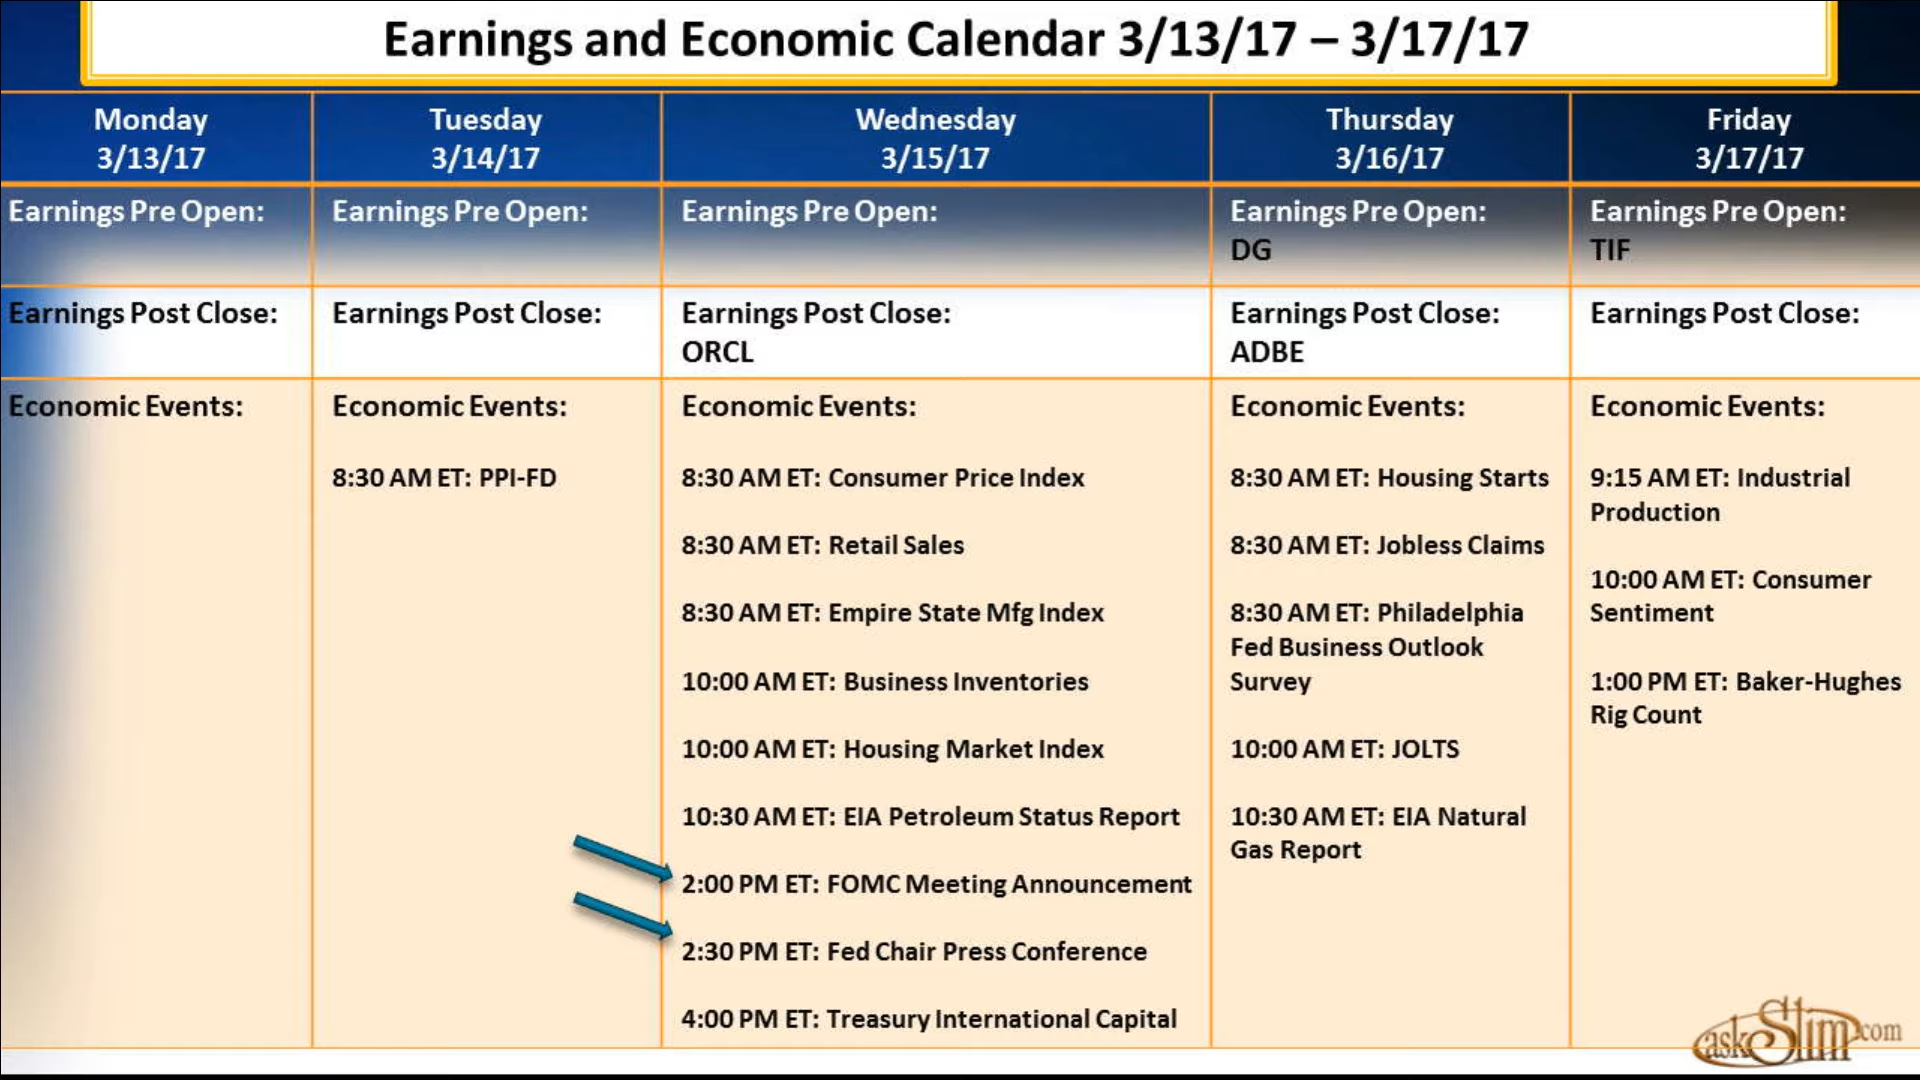 Earnings and Economic Calendar 3/13/17 – 3/17/17
Monday
3/13/17
Tuesday
3/14/17
Wednesday
3/15/17
Thursday
3/16/17
Friday
3/17/17
Earnings Pre Open:
Earnings Pre Open:
Earnings Pre Open:
Earnings Pre Open:
DG
Earnings Pre Open:
TIF
Earnings Post Close:
Earnings Post Close:
Earnings Post Close:
ORCL
Earnings Post Close:
ADBE
Earnings Post Close:
Economic Events:
Economic Events:
8:30 AM ET: PPI-FD
Economic Events:
8:30 AM ET: Consumer Price Index
8:30 AM ET: Retail Sales
8:30 AM ET: Empire State Mfg Index
10:00 AM ET: Business Inventories
10:00 AM ET: Housing Market Index
10:30 AM ET: EIA Petroleum Status Report
2:00 PM ET: FOMC Meeting Announcement
2:30 PM ET: Fed Chair Press Conference
4:00 PM ET: Treasury International Capital
Economic Events:
8:30 AM ET: Housing Starts
8:30 AM ET: Jobless Claims
8:30 AM ET: Philadelphia
Fed Business Outlook
Survey
10:00 AM ET: JOLTS
10:30 AM ET: EIA Natural
Gas Report
Economic Events:
9:15 AM ET: Industrial
Production
10:00 AM ET: Consumer
Sentiment
1:00 PM ET: Baker-Hughes
Rig Count
askSlim.com